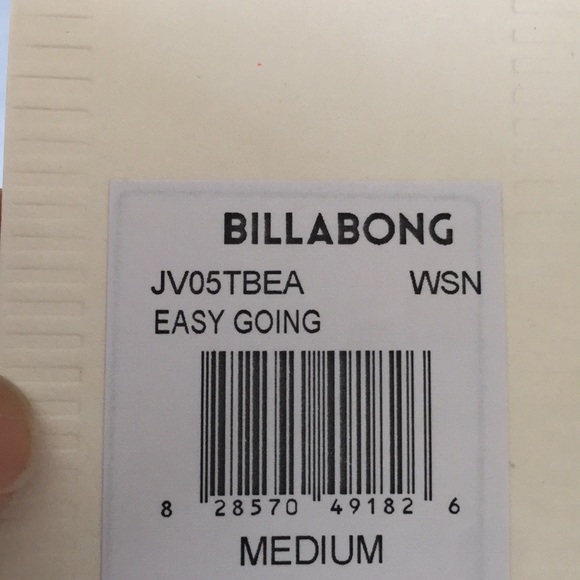 BILLABONG
JV05TBEA WSN
EASY GOING
8 28570 49182 6
MEDIUM